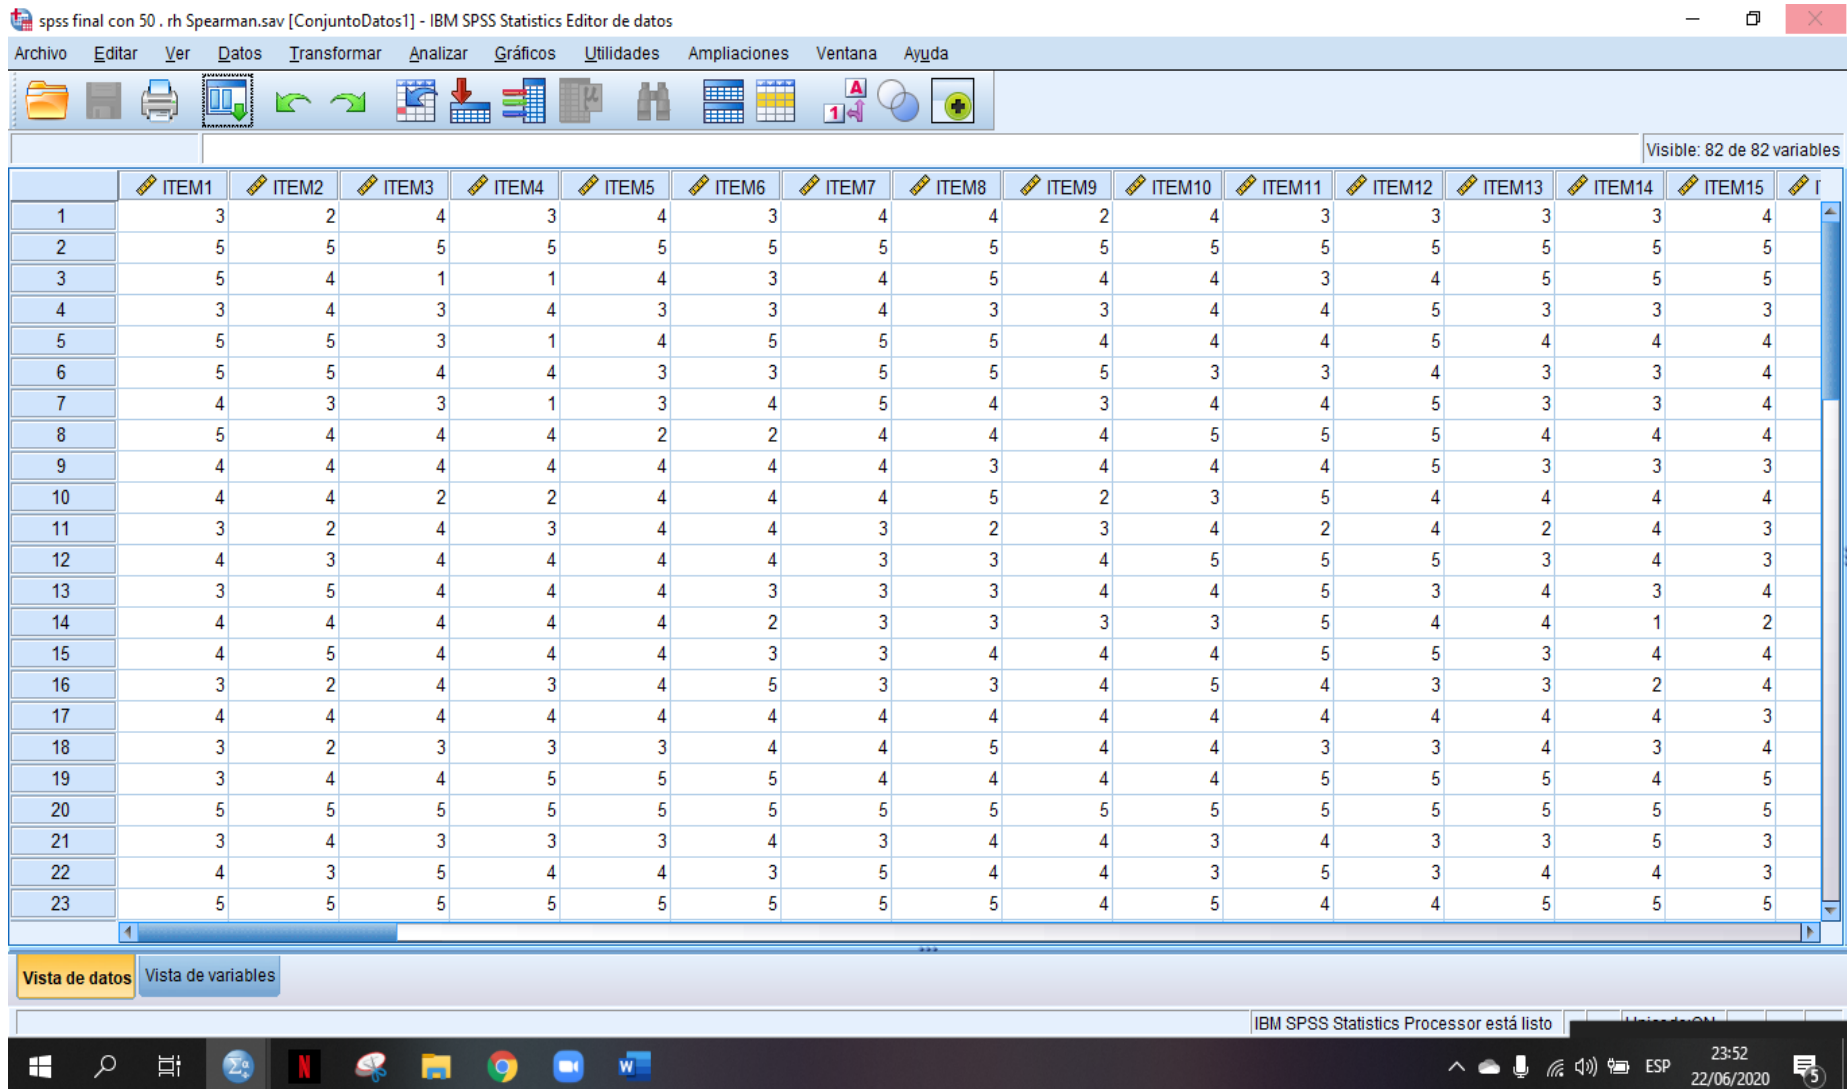 spss final con 50 . rh Spearman.sav [ConjuntoDatos1] - IBM SPSS Statistics Editor de datos
Archivo Editar Ver Datos Transformar Analizar Gráficos Utilidades Ampliaciones Ventana Ayuda
Visible: 82 de 82 variables
ITEM1 ITEM2 ITEM3 ITEM4 ITEM5 ITEM6 ITEM7 ITEM8 ITEM9 ITEM10 ITEM11 ITEM12 ITEM13 ITEM14 ITEM15
1 3 2 4 3 4 3 4 4 2 4 3 3 3 3 4
2 5 5 5 5 5 5 5 5 5 5 5 5 5 5 5
3 5 4 1 1 4 3 4 5 4 4 3 4 5 5 5
4 3 4 3 4 3 3 4 3 3 4 4 5 3 3 3
5 5 5 3 1 4 5 5 5 4 4 4 5 4 4 4
6 5 5 4 4 3 3 5 5 5 3 3 4 3 3 4
7 4 3 3 1 3 4 5 4 3 4 4 5 3 3 4
8 5 4 4 4 2 2 4 4 4 5 5 5 4 4 4
9 4 4 4 4 4 4 4 3 4 4 4 5 3 3 3
10 4 4 2 2 4 4 4 5 2 3 5 4 4 4 4
11 3 2 4 3 4 4 3 2 3 4 2 4 2 4 3
12 4 3 4 4 4 4 3 3 4 5 5 5 3 4 3
13 3 5 4 4 4 3 3 3 4 4 5 3 4 3 4
14 4 4 4 4 4 2 3 3 3 3 5 4 4 1 2
15 4 5 4 4 4 3 3 4 4 4 5 5 3 4 4
16 3 2 4 3 4 5 3 3 4 5 4 3 3 2 4
17 4 4 4 4 4 4 4 4 4 4 4 4 4 4 3
18 3 2 3 3 3 4 4 5 4 4 3 3 4 3 4
19 3 4 4 5 5 5 4 4 4 4 5 5 5 4 5
20 5 5 5 5 5 5 5 5 5 5 5 5 5 5 5
21 3 4 3 3 3 4 3 4 4 3 4 3 3 5 3
22 4 3 5 4 4 3 5 4 4 3 5 3 4 4 3
23 5 5 5 5 5 5 5 5 4 5 4 4 5 5 5
Vista de datos Vista de variables
IBM SPSS Statistics Processor está listo
ESP
23:52
22/06/2020
5